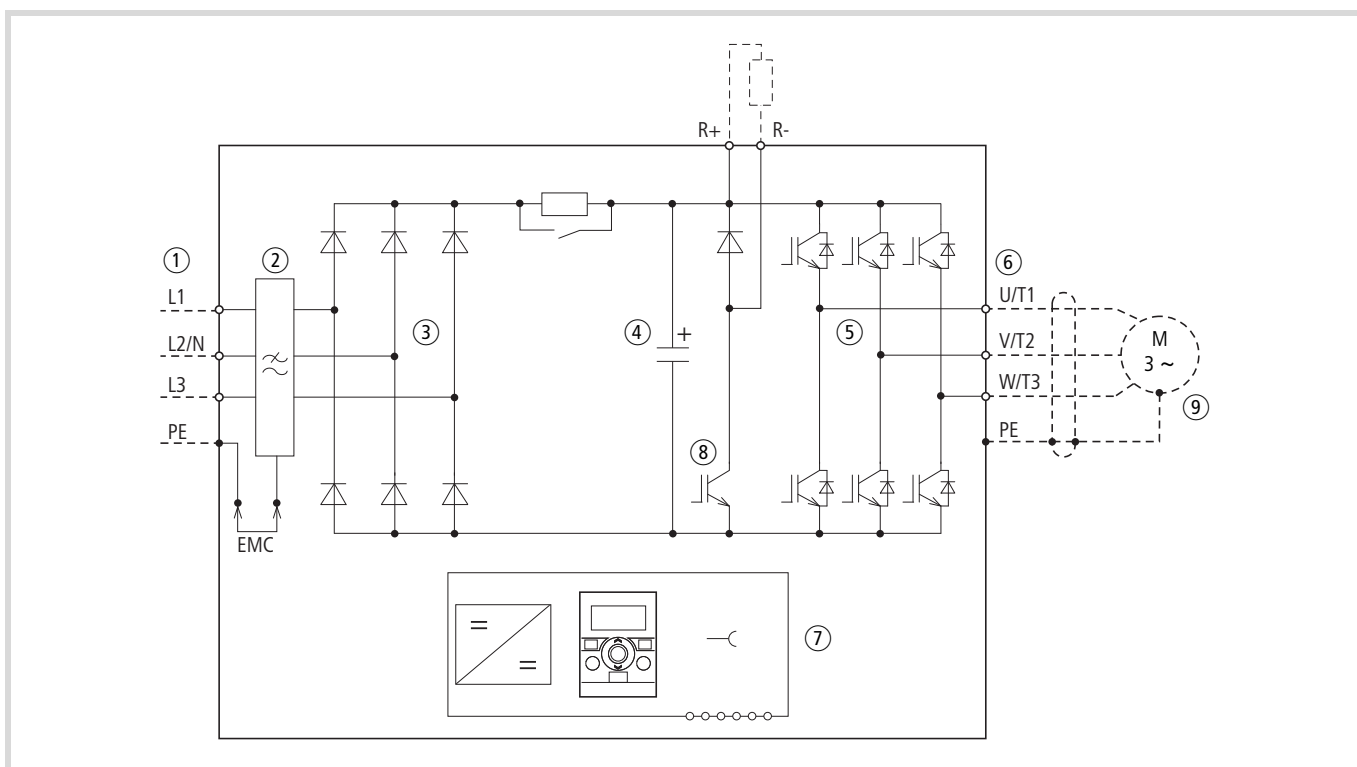 R+ R-
① ② ⑥
L1 U/T1
③ ④ + ⑤
L2/N V/T2 M
3 ~
L3 W/T3
⑨
PE PE
⑧
EMC
⑦